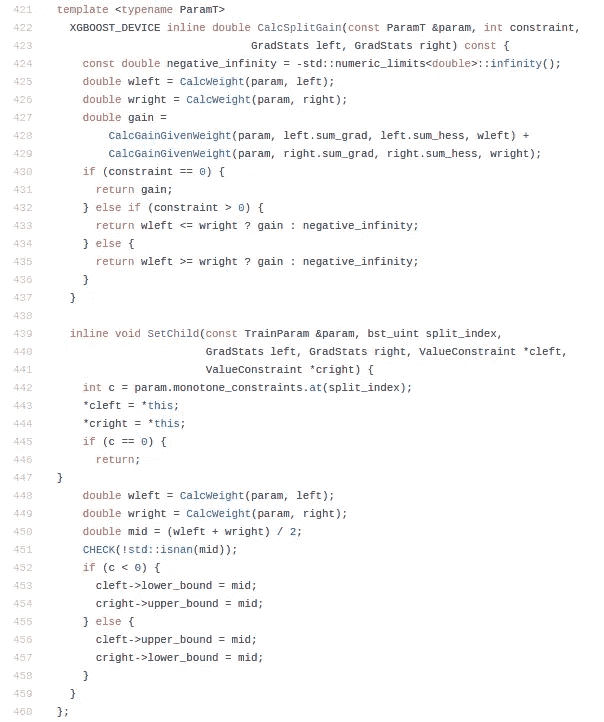 421 template <typename ParamT>
422 XGBOOST_DEVICE inline double CalcSplitGain(const ParamT &param, int constraint,
423 GradStats left, GradStats right) const {
424 const double negative_infinity = -std::numeric_limits<double>::infinity();
425 double wleft = CalcWeight(param, left);
426 double wright = CalcWeight(param, right);
427 double gain =
428 CalcGainGivenWeight(param, left.sum_grad, left.sum_hess, wleft) +
429 CalcGainGivenWeight(param, right.sum_grad, right.sum_hess, wright);
430 if (constraint == 0) {
431 return gain;
432 } else if (constraint > 0) {
433 return wleft <= wright ? gain : negative_infinity;
434 } else {
435 return wleft >= wright ? gain : negative_infinity;
436 }
437 }
438
439 inline void SetChild(const TrainParam &param, bst_uint split_index,
440 GradStats left, GradStats right, ValueConstraint *cleft,
441 ValueConstraint *cright) {
442 int c = param.monotone_constraints.at(split_index);
443 *cleft = *this;
444 *cright = *this;
445 if (c == 0) {
446 return;
447 }
448 double wleft = CalcWeight(param, left);
449 double wright = CalcWeight(param, right);
450 double mid = (wleft + wright) / 2;
451 CHECK(!std::isnan(mid));
452 if (c < 0) {
453 cleft->lower_bound = mid;
454 cright->upper_bound = mid;
455 } else {
456 cleft->upper_bound = mid;
457 cright->lower_bound = mid;
458 }
459 }
460 };